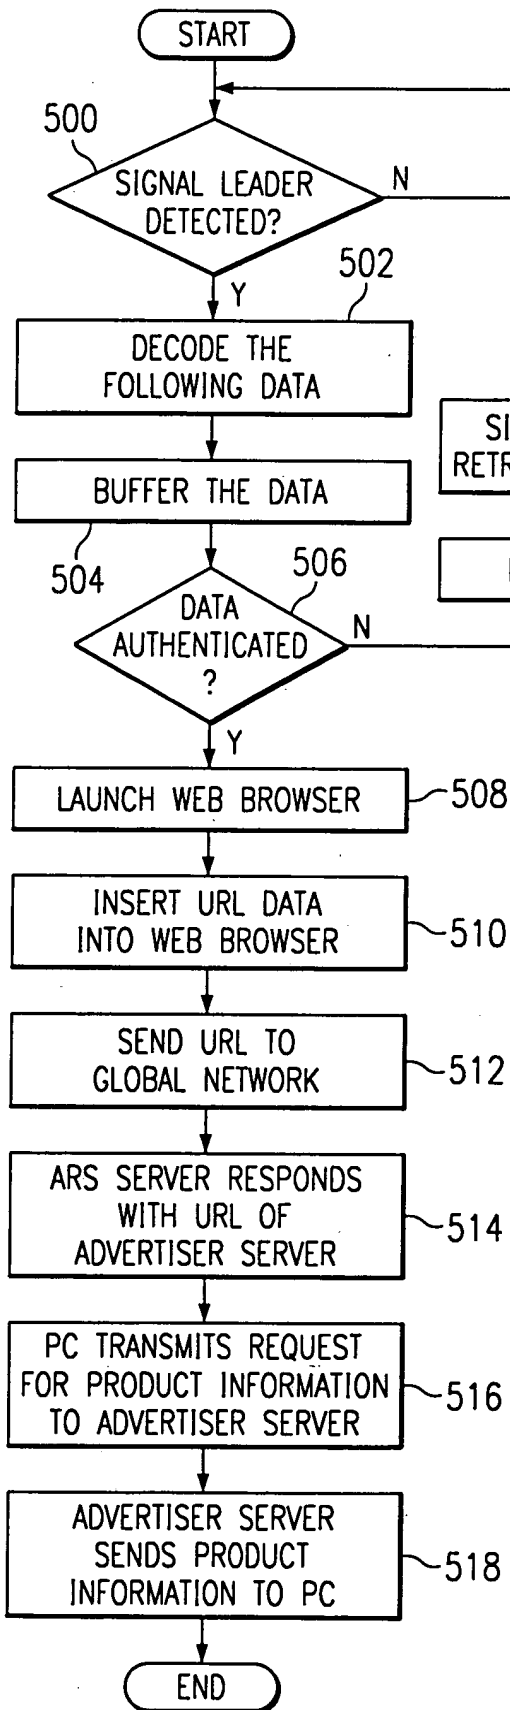 START
500
SIGNAL LEADER
DETECTED?
N
Y
502
DECODE THE
FOLLOWING DATA
BUFFER THE DATA
504
506
DATA
AUTHENTICATED
?
N
Y
LAUNCH WEB BROWSER
508
INSERT URL DATA
INTO WEB BROWSER
510
SEND URL TO
GLOBAL NETWORK
512
ARS SERVER RESPONDS
WITH URL OF
ADVERTISER SERVER
514
PC TRANSMITS REQUEST
FOR PRODUCT INFORMATION
TO ADVERTISER SERVER
516
ADVERTISER SERVER
SENDS PRODUCT
INFORMATION TO PC
518
END